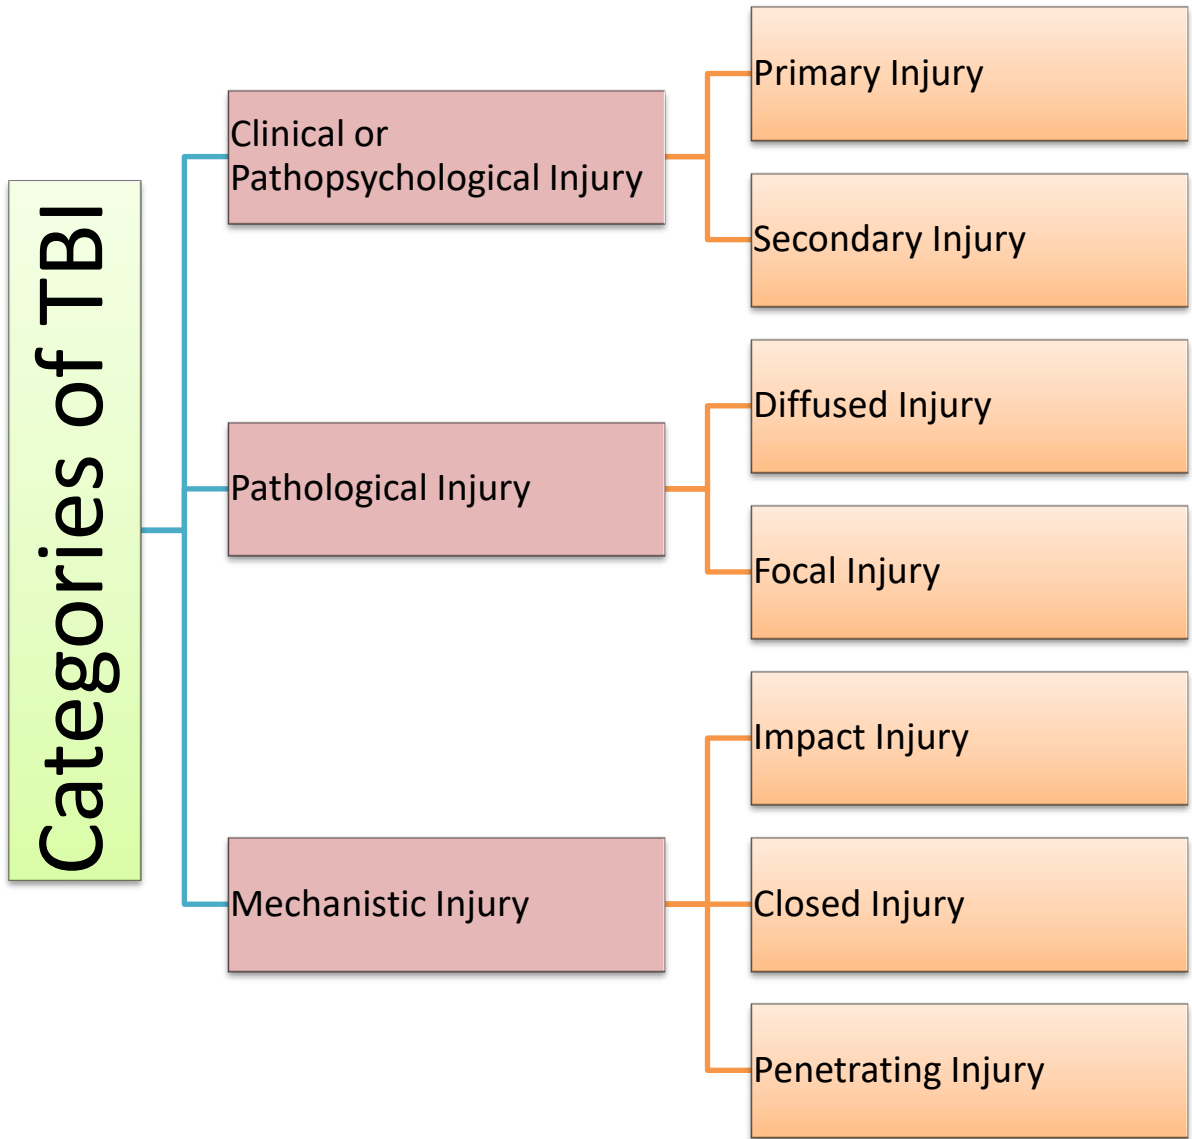 Categories of TBI
Clinical or
Pathopsychological Injury
Primary Injury
Secondary Injury
Pathological Injury
Diffused Injury
Focal Injury
Mechanistic Injury
Impact Injury
Closed Injury
Penetrating Injury